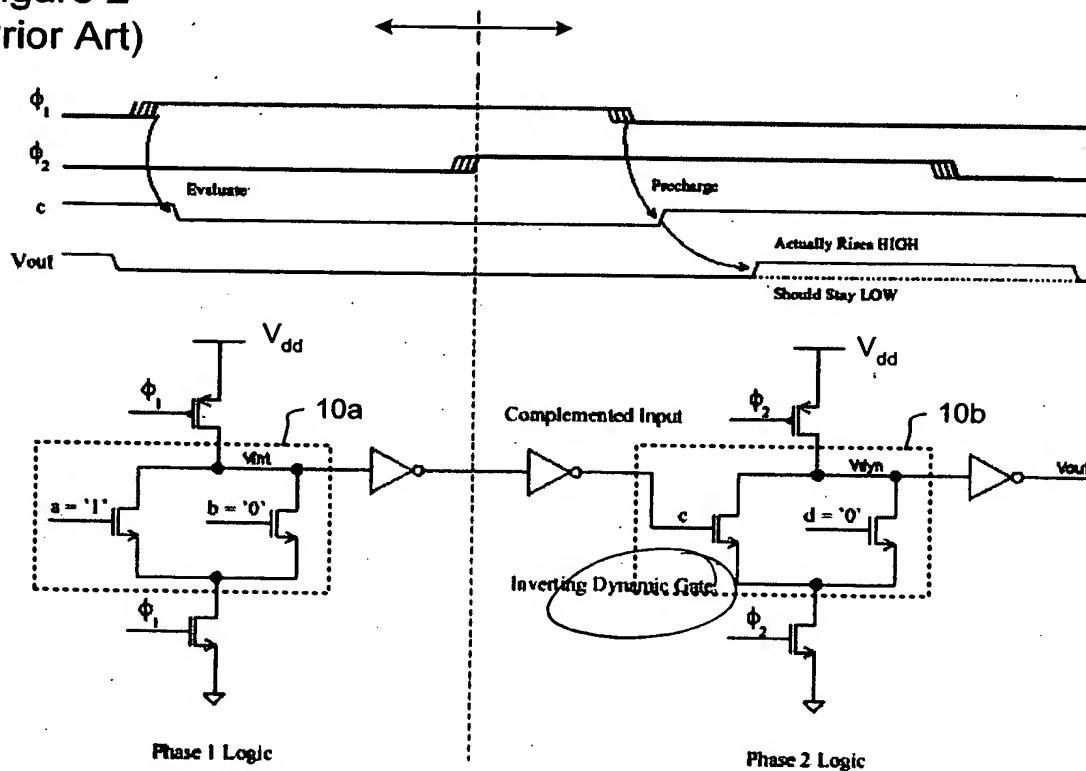 Prior Art)
ϕ1
ϕ2
Evaluate
Precharge
c
Actually Rises HIGH
Vout
Should Stay LOW
Vdd
Vdd
ϕ1
10a
Complemented Input
ϕ2
10b
Vint
Vdyn
Vout
a = '1'
b = '0'
c
d = '0'
Inverting Dynamic Gate
ϕ1
ϕ2
Phase 1 Logic
Phase 2 Logic